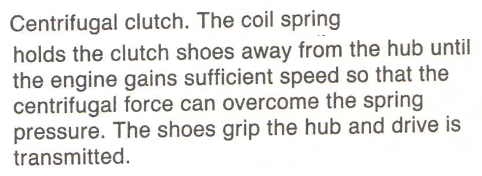 Centrifugal clutch. The coil spring
holds the clutch shoes away from the hub until
the engine gains sufficient speed so that the
centrifugal force can overcome the spring
pressure. The shoes grip the hub and drive is
transmitted.